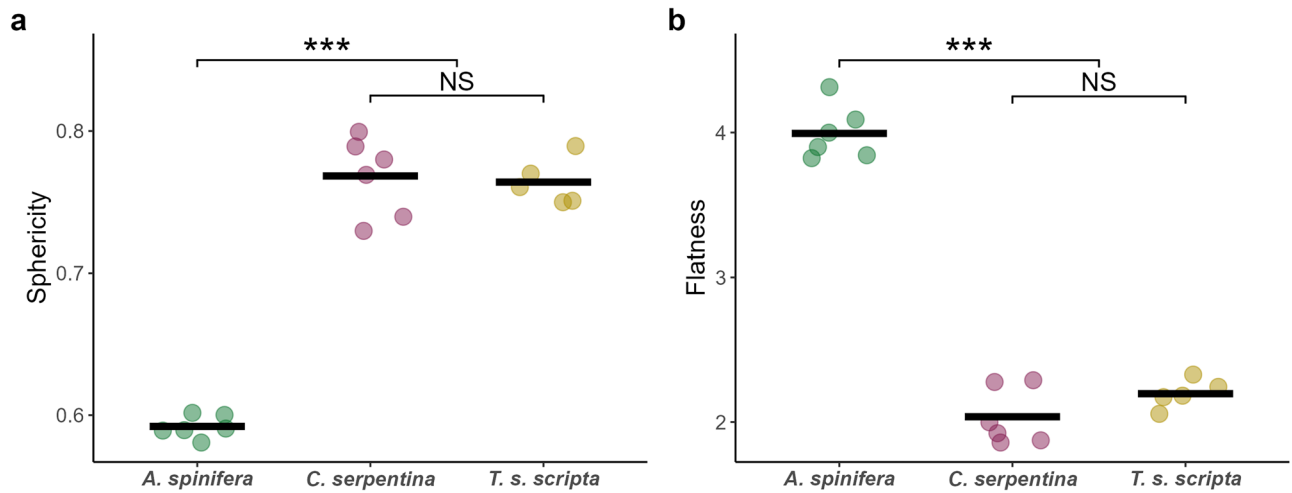 a
***
NS
0.8
0.7
0.6
Sphericity
A. spinifera C. serpentina T. s. scripta
b
***
NS
4
3
2
Flatness
A. spinifera C. serpentina T. s. scripta